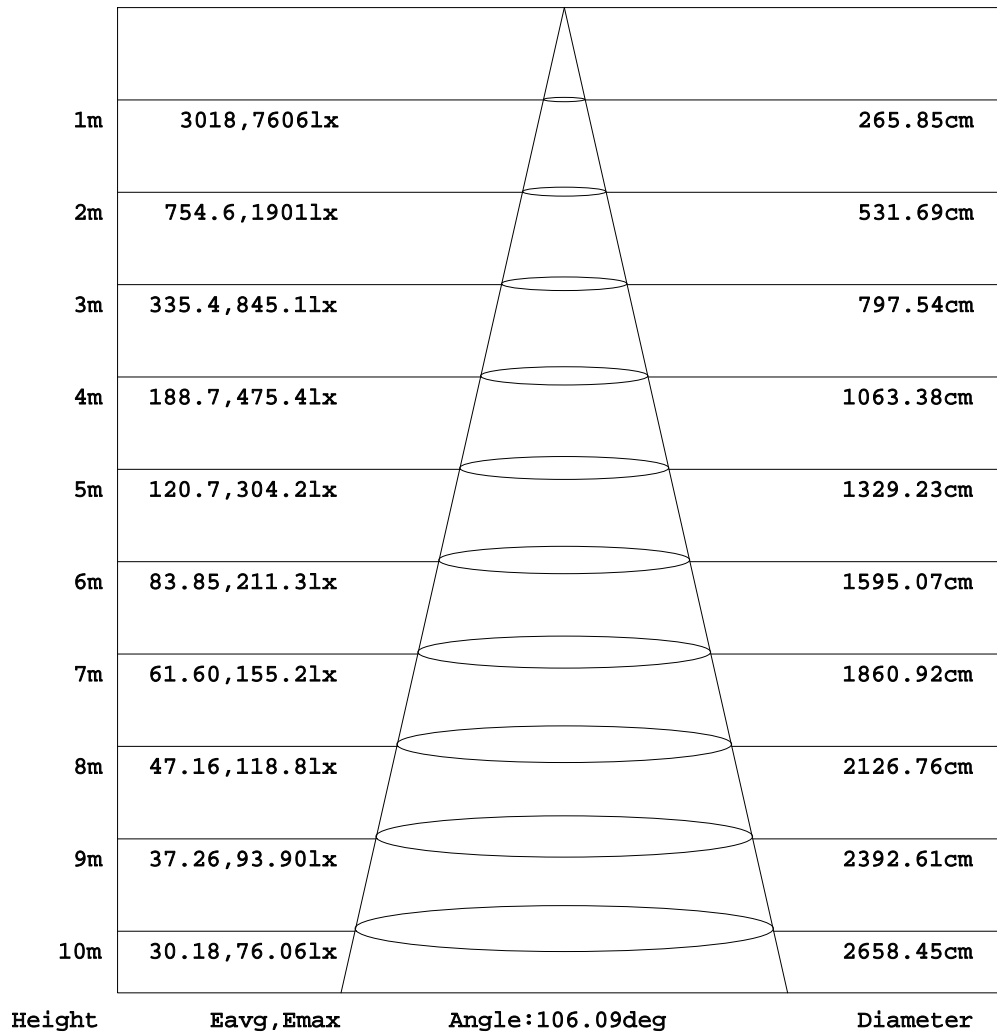 1m 3018,7606lx 265.85cm
2m 754.6,1901lx 531.69cm
3m 335.4,845.1lx 797.54cm
4m 188.7,475.4lx 1063.38cm
5m 120.7,304.2lx 1329.23cm
6m 83.85,211.3lx 1595.07cm
7m 61.60,155.2lx 1860.92cm
8m 47.16,118.8lx 2126.76cm
9m 37.26,93.90lx 2392.61cm
10m 30.18,76.06lx 2658.45cm
Height Eavg,Emax Angle:106.09deg Diameter